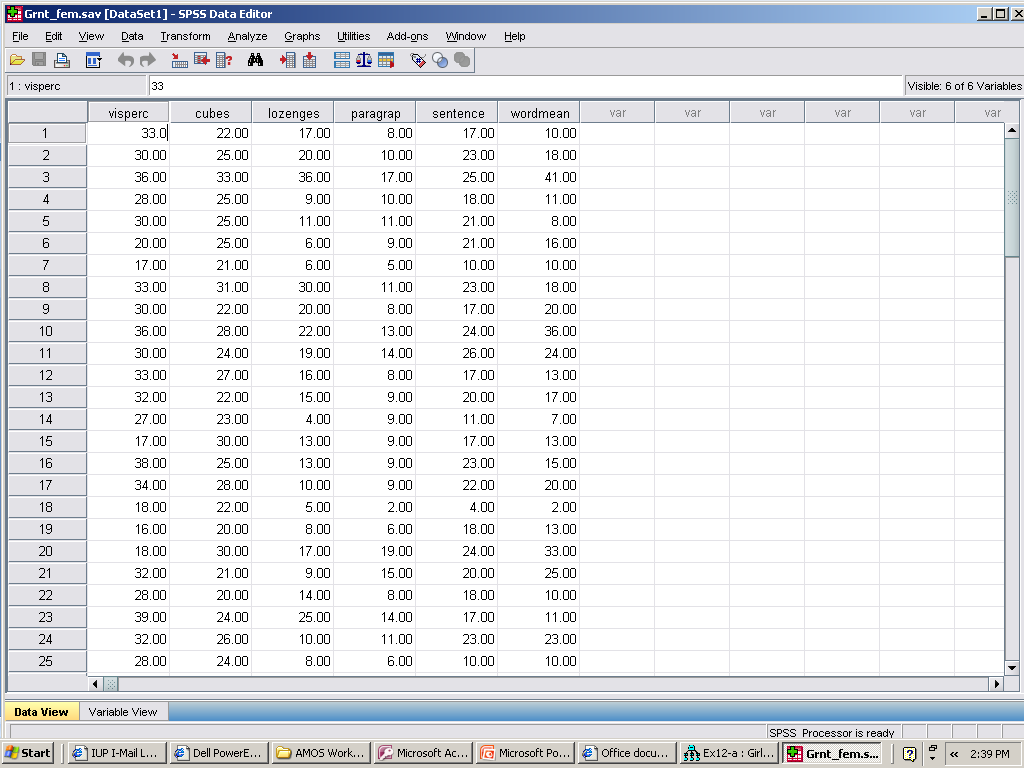 Grnt_fem.sav [DataSet1] - SPSS Data Editor
File Edit View Data Transform Analyze Graphs Utilities Add-ons Window Help
1 : visperc 33 Visible: 6 of 6 Variables
visperc cubes lozenges paragrap sentence wordmean var var var var var var
1 33.0 22.00 17.00 8.00 17.00 10.00
2 30.00 25.00 20.00 10.00 23.00 18.00
3 36.00 33.00 36.00 17.00 25.00 41.00
4 28.00 25.00 9.00 10.00 18.00 11.00
5 30.00 25.00 11.00 11.00 21.00 8.00
6 20.00 25.00 6.00 9.00 21.00 16.00
7 17.00 21.00 6.00 5.00 10.00 10.00
8 33.00 31.00 30.00 11.00 23.00 18.00
9 30.00 22.00 20.00 8.00 17.00 20.00
10 36.00 28.00 22.00 13.00 24.00 36.00
11 30.00 24.00 19.00 14.00 26.00 24.00
12 33.00 27.00 16.00 8.00 17.00 13.00
13 32.00 22.00 15.00 9.00 20.00 17.00
14 27.00 23.00 4.00 9.00 11.00 7.00
15 17.00 30.00 13.00 9.00 17.00 13.00
16 38.00 25.00 13.00 9.00 23.00 15.00
17 34.00 28.00 10.00 9.00 22.00 20.00
18 18.00 22.00 5.00 2.00 4.00 2.00
19 16.00 20.00 8.00 6.00 18.00 13.00
20 18.00 30.00 17.00 19.00 24.00 33.00
21 32.00 21.00 9.00 15.00 20.00 25.00
22 28.00 20.00 14.00 8.00 18.00 10.00
23 39.00 24.00 25.00 14.00 17.00 11.00
24 32.00 26.00 10.00 11.00 23.00 23.00
25 28.00 24.00 8.00 6.00 10.00 10.00
Data View Variable View
SPSS Processor is ready
Start IUP I-Mail L... Dell PowerE... AMOS Work... Microsoft Ac... Microsoft Po... Office docu... Ex12-a : Girl... Grnt_fem.s... « 2:39 PM